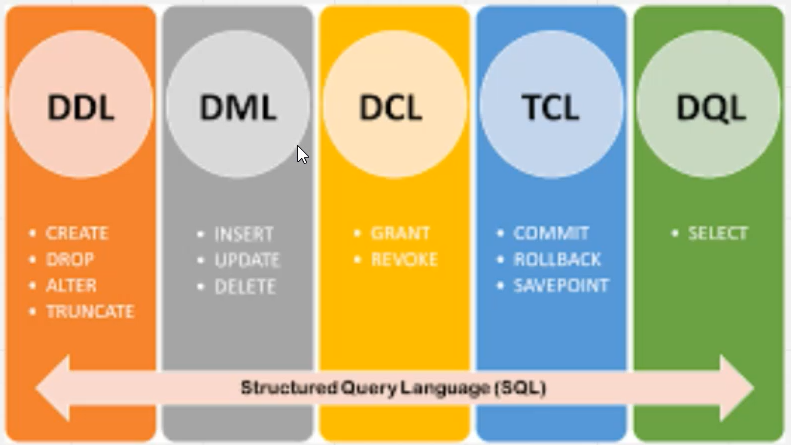 DDL
DML
DCL
TCL
DQL
• CREATE
• DROP
• ALTER
• TRUNCATE
• INSERT
• UPDATE
• DELETE
• GRANT
• REVOKE
• COMMIT
• ROLLBACK
• SAVEPOINT
• SELECT
Structured Query Language (SQL)